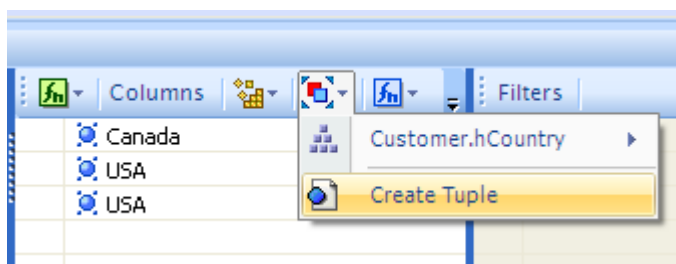 Columns
Filters
Canada
USA
USA
Customer.hCountry
Create Tuple